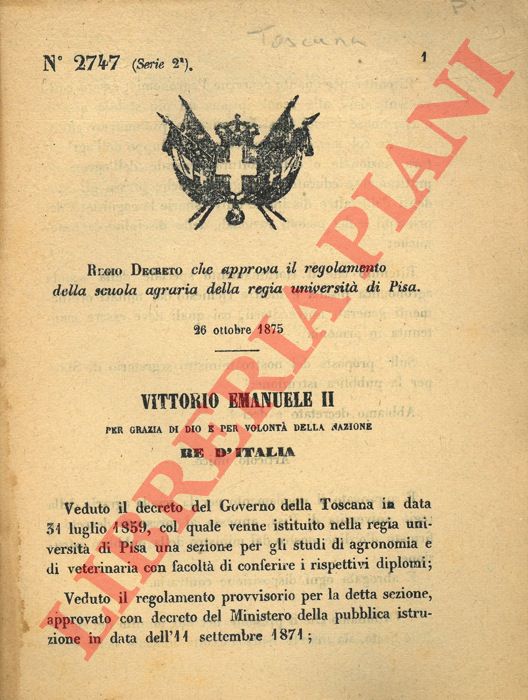 Toscana
P.
N° 2747 (Serie 2ª).
1
REGIO DECRETO che approva il regolamento
della scuola agraria della regia università di Pisa.
26 ottobre 1875
VITTORIO EMANUELE II
PER GRAZIA DI DIO E PER VOLONTÀ DELLA NAZIONE
RE D'ITALIA
Veduto il decreto del Governo della Toscana in data
31 luglio 1859, col quale venne istituito nella regia uni-
versità di Pisa una sezione per gli studi di agronomia e
di veterinaria con facoltà di conferire i rispettivi diplomi;
Veduto il regolamento provvisorio per la detta sezione,
approvato con decreto del Ministero della pubblica istru-
zione in data dell'11 settembre 1871;
LIBRERIA PIANI